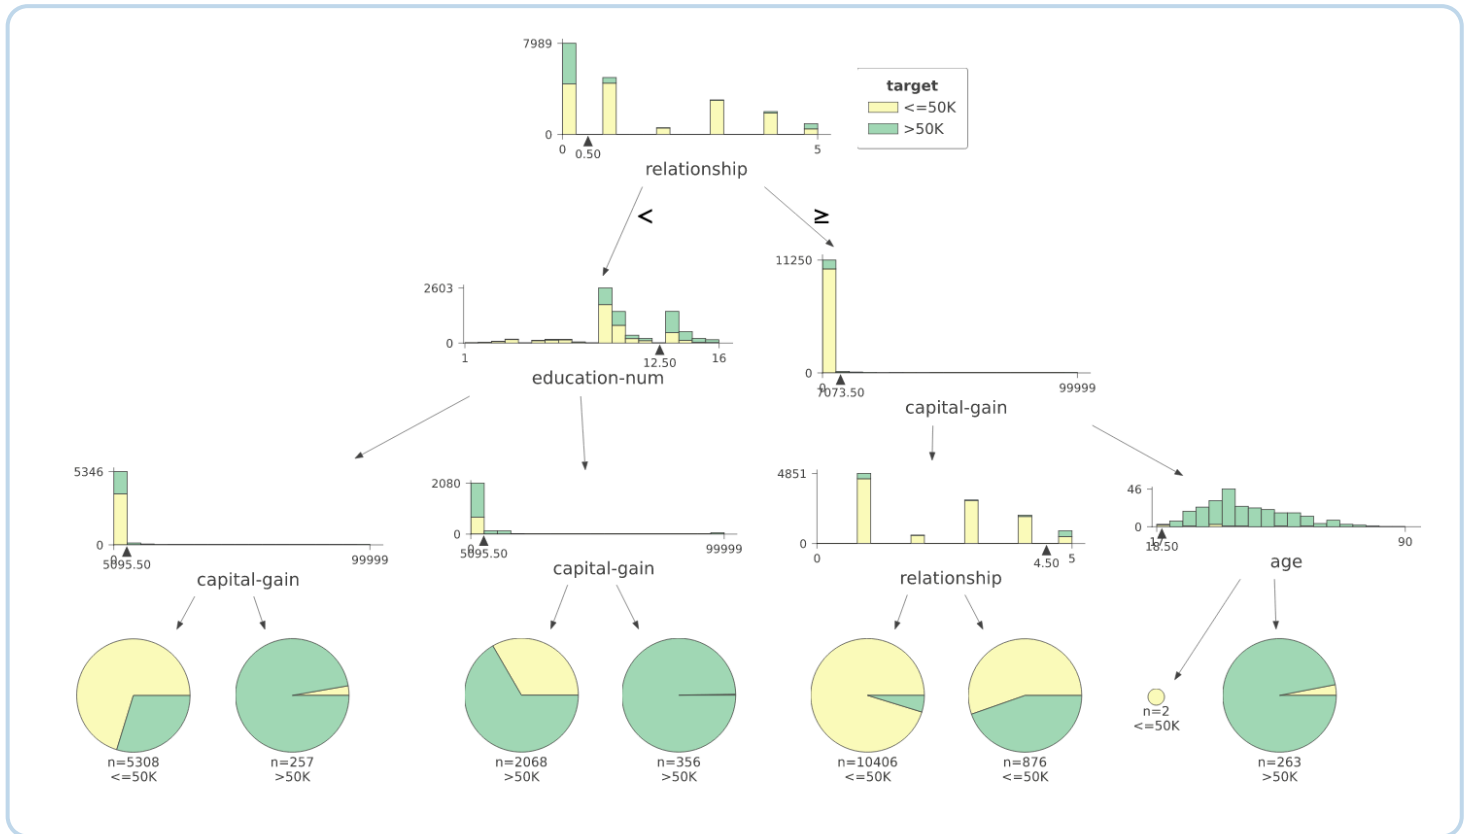 7989
target
<=50K
>50K
0
0 0.50 5
relationship
< ≥
11250
2603
0
1 12.50 16
education-num
0
0 99999
7073.50
capital-gain
5346
0
0 99999
5095.50
capital-gain
2080
0
0 99999
5095.50
capital-gain
4851
0
0 4.50 5
relationship
46
0
17 90
18.50
age
n=5308
<=50K
n=257
>50K
n=2068
>50K
n=356
>50K
n=10406
<=50K
n=876
<=50K
n=2
<=50K
n=263
>50K